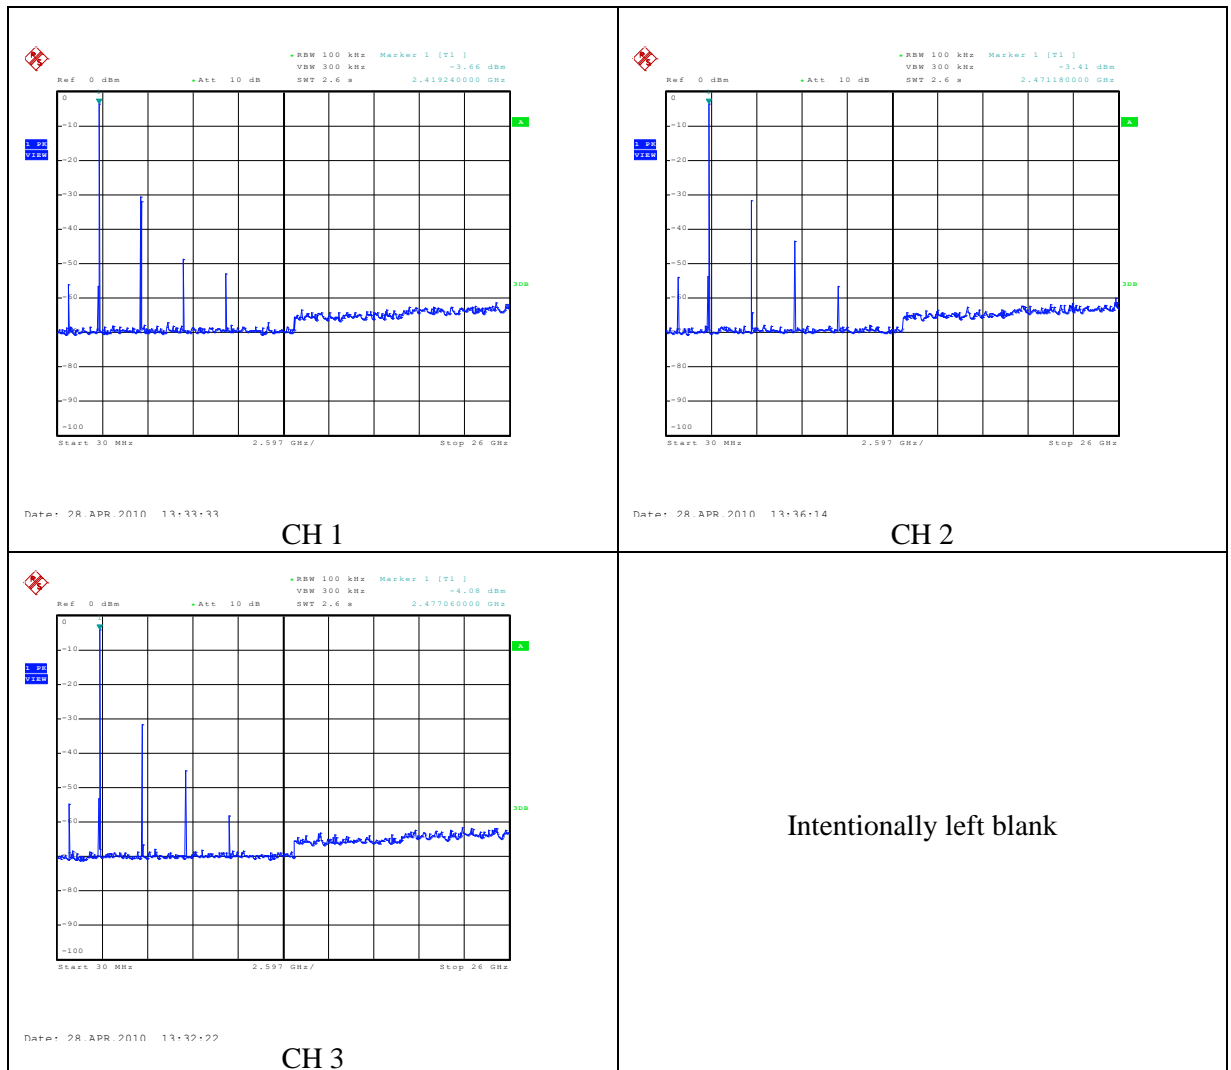 RBW 100 kHz Marker 1 [T1 ]
VBW 300 kHz -3.66 dBm
Ref 0 dBm Att 10 dB SWT 2.6 s 2.419240000 GHz
0
-10
-20
-30
-40
-50
-60
-70
-80
-90
-100
1 PK
VIEW
A
3DB
Start 30 MHz 2.597 GHz/ Stop 26 GHz
Date: 28.APR.2010 13:33:33
CH 1
RBW 100 kHz Marker 1 [T1 ]
VBW 300 kHz -3.41 dBm
Ref 0 dBm Att 10 dB SWT 2.6 s 2.471180000 GHz
0
-10
-20
-30
-40
-50
-60
-70
-80
-90
-100
1 PK
VIEW
A
3DB
Start 30 MHz 2.597 GHz/ Stop 26 GHz
Date: 28.APR.2010 13:36:14
CH 2
RBW 100 kHz Marker 1 [T1 ]
VBW 300 kHz -4.08 dBm
Ref 0 dBm Att 10 dB SWT 2.6 s 2.477060000 GHz
0
-10
-20
-30
-40
-50
-60
-70
-80
-90
-100
1 PK
VIEW
A
3DB
Start 30 MHz 2.597 GHz/ Stop 26 GHz
Date: 28.APR.2010 13:32:22
CH 3
Intentionally left blank